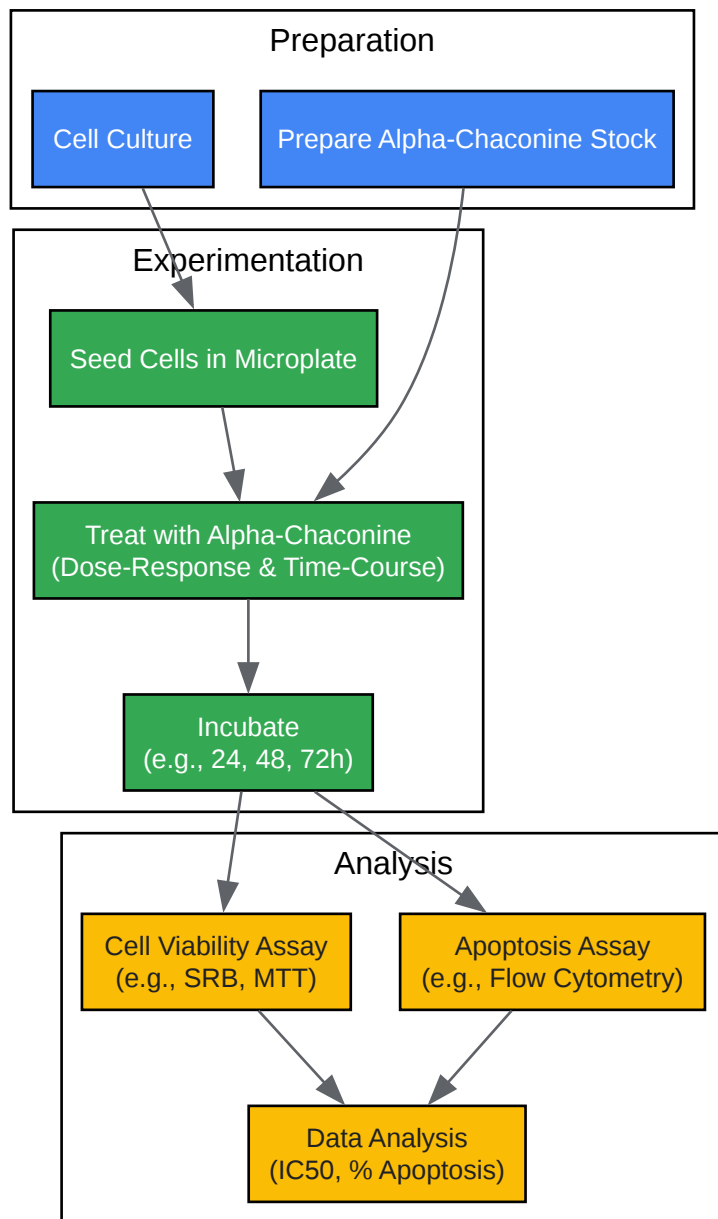 Preparation
Cell Culture
Prepare Alpha-Chaconine Stock
Experimentation
Seed Cells in Microplate
Treat with Alpha-Chaconine
(Dose-Response & Time-Course)
Incubate
(e.g., 24, 48, 72h)
Analysis
Cell Viability Assay
(e.g., SRB, MTT)
Apoptosis Assay
(e.g., Flow Cytometry)
Data Analysis
(IC50, % Apoptosis)